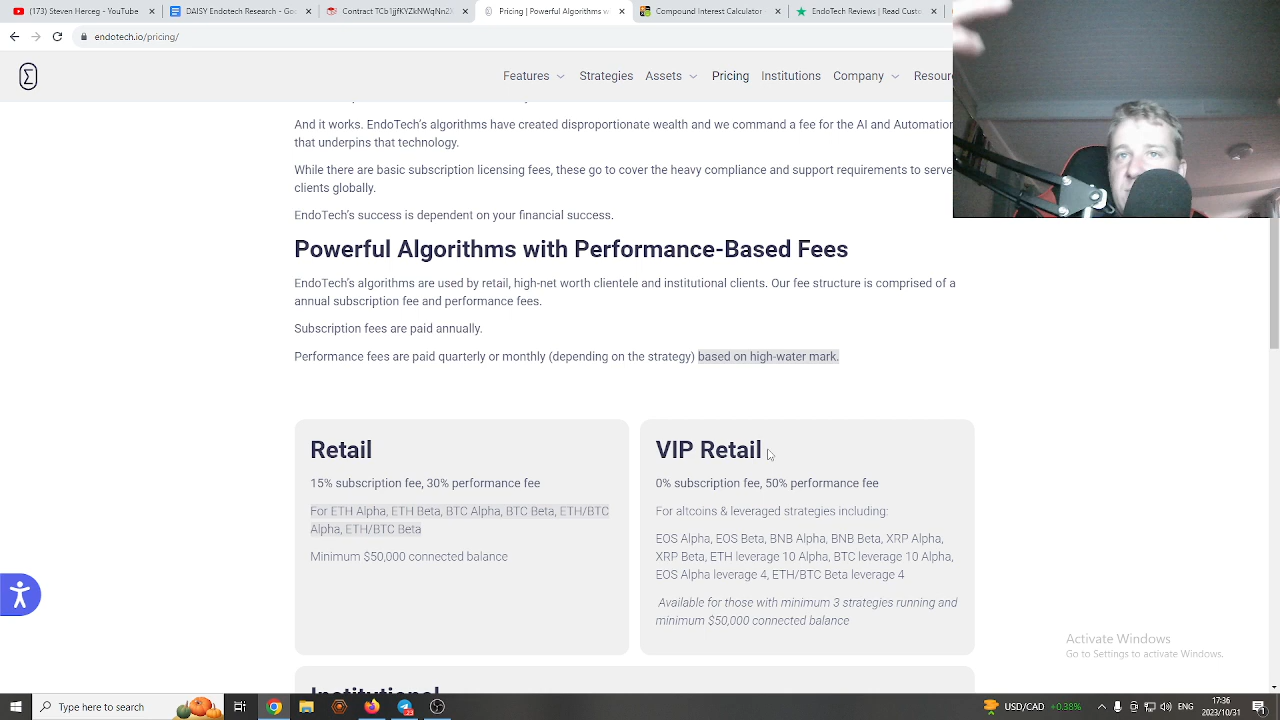 (173) Steven James - YouTube
DAISY Endotech Research - Goo
Contract TCb1jjfKYZkNWqNn2X
Pricing | Powerful Algorithms w
Compound Interest Calculator
EndoTech Reviews | Read Custo
endotech.io/pricing/
Features
Strategies
Assets
Pricing
Institutions
Company
Resour
And it works. EndoTech's algorithms have created disproportionate wealth and we command a fee for the AI and Automation
that underpins that technology.
While there are basic subscription licensing fees, these go to cover the heavy compliance and support requirements to serve
clients globally.
EndoTech's success is dependent on your financial success.
Powerful Algorithms with Performance-Based Fees
EndoTech's algorithms are used by retail, high-net worth clientele and institutional clients. Our fee structure is comprised of a
annual subscription fee and performance fees.
Subscription fees are paid annually.
Performance fees are paid quarterly or monthly (depending on the strategy) based on high-water mark.
Retail
15% subscription fee, 30% performance fee
For ETH Alpha, ETH Beta, BTC Alpha, BTC Beta, ETH/BTC
Alpha, ETH/BTC Beta
Minimum $50,000 connected balance
VIP Retail
0% subscription fee, 50% performance fee
For altcoins & leveraged strategies including:
EOS Alpha, EOS Beta, BNB Alpha, BNB Beta, XRP Alpha,
XRP Beta, ETH leverage 10 Alpha, BTC leverage 10 Alpha,
EOS Alpha leverage 4, ETH/BTC Beta leverage 4
Available for those with minimum 3 strategies running and
minimum $50,000 connected balance
Institutional
Activate Windows
Go to Settings to activate Windows.
Type here to search
USD/CAD +0.38%
17:36
2023/10/31